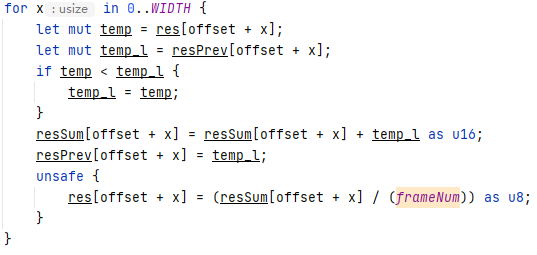 for x : usize in 0..WIDTH {
    let mut temp = res[offset + x];
    let mut temp_l = resPrev[offset + x];
    if temp < temp_l {
        temp_l = temp;
    }
    resSum[offset + x] = resSum[offset + x] + temp_l as u16;
    resPrev[offset + x] = temp_l;
    unsafe {
        res[offset + x] = (resSum[offset + x] / (frameNum)) as u8;
    }
}